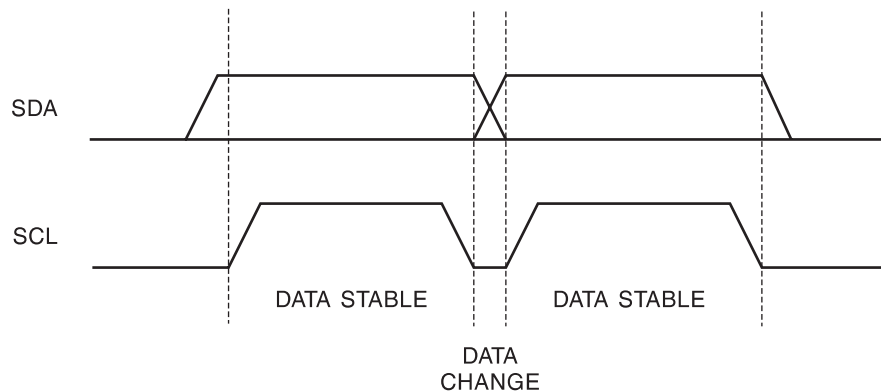 SDA
SCL
DATA STABLE
DATA STABLE
DATA
CHANGE